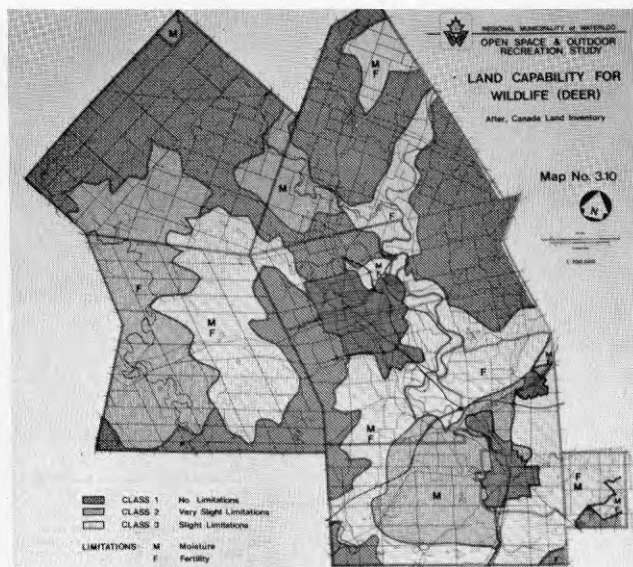 REGIONAL MUNICIPALITY of WATERLOO
OPEN SPACE & OUTDOOR
RECREATION STUDY
LAND CAPABILITY FOR
WILDLIFE (DEER)
After, Canada Land Inventory
Map No. 3.10
N
M
M
F
M
F
M
F
F
M
F
F
M
F
M
F
M
F
M
F
CLASS 1 No. Limitations
CLASS 2 Very Slight Limitations
CLASS 3 Slight Limitations
LIMITATIONS M Moisture
F Fertility